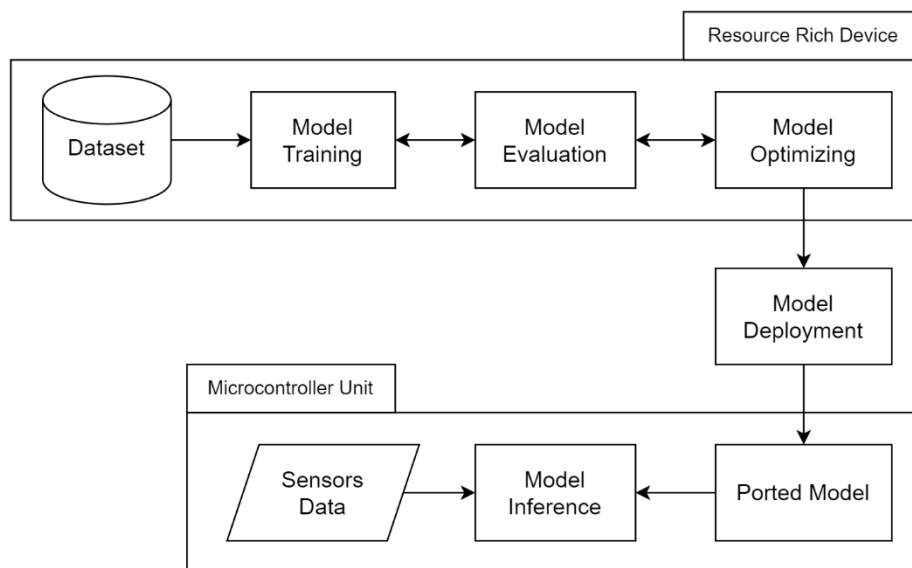 Resource Rich Device
Dataset
Model
Training
Model
Evaluation
Model
Optimizing
Model
Deployment
Microcontroller Unit
Sensors
Data
Model
Inference
Ported Model